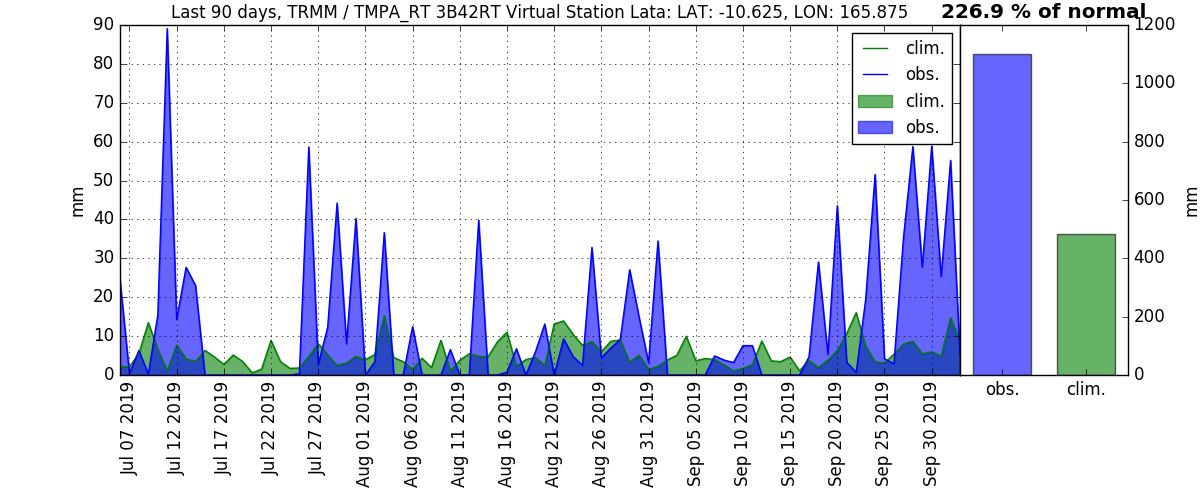 Last 90 days, TRMM / TMPA_RT 3B42RT Virtual Station Lata: LAT: -10.625, LON: 165.875
226.9 % of normal
90
80
70
60
50
40
30
20
10
0
mm
clim.
obs.
clim.
obs.
Jul 07 2019
Jul 12 2019
Jul 17 2019
Jul 22 2019
Jul 27 2019
Aug 01 2019
Aug 06 2019
Aug 11 2019
Aug 16 2019
Aug 21 2019
Aug 26 2019
Aug 31 2019
Sep 05 2019
Sep 10 2019
Sep 15 2019
Sep 20 2019
Sep 25 2019
Sep 30 2019
1200
1000
800
600
400
200
0
mm
obs.
clim.